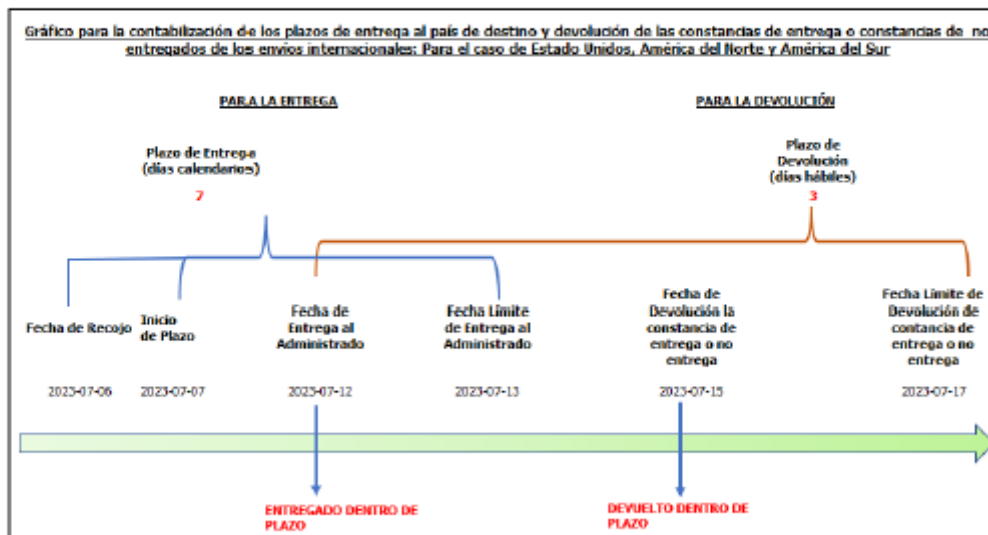 Gráfico para la contabilización de los plazos de entrega al país de destino y devolución de las constancias de entrega o constancias de no
entregados de los envíos internacionales: Para el caso de Estado Unidos, América del Norte y América del Sur
PARA LA ENTREGA
PARA LA DEVOLUCIÓN
Plazo de Entrega
(días calendarios)
7
Plazo de
Devolución
(días hábiles)
3
Fecha de Recojo
Inicio
de Plazo
Fecha de
Entrega al
Administrado
Fecha Límite
de Entrega al
Administrado
Fecha de
Devolución la
constancia de
entrega o no
entrega
Fecha Límite de
Devolución de
contancia de
entrega o no
entrega
2023-07-06
2023-07-07
2023-07-12
2023-07-13
2023-07-15
2023-07-17
ENTREGADO DENTRO DE
PLAZO
DEVUELTO DENTRO DE
PLAZO